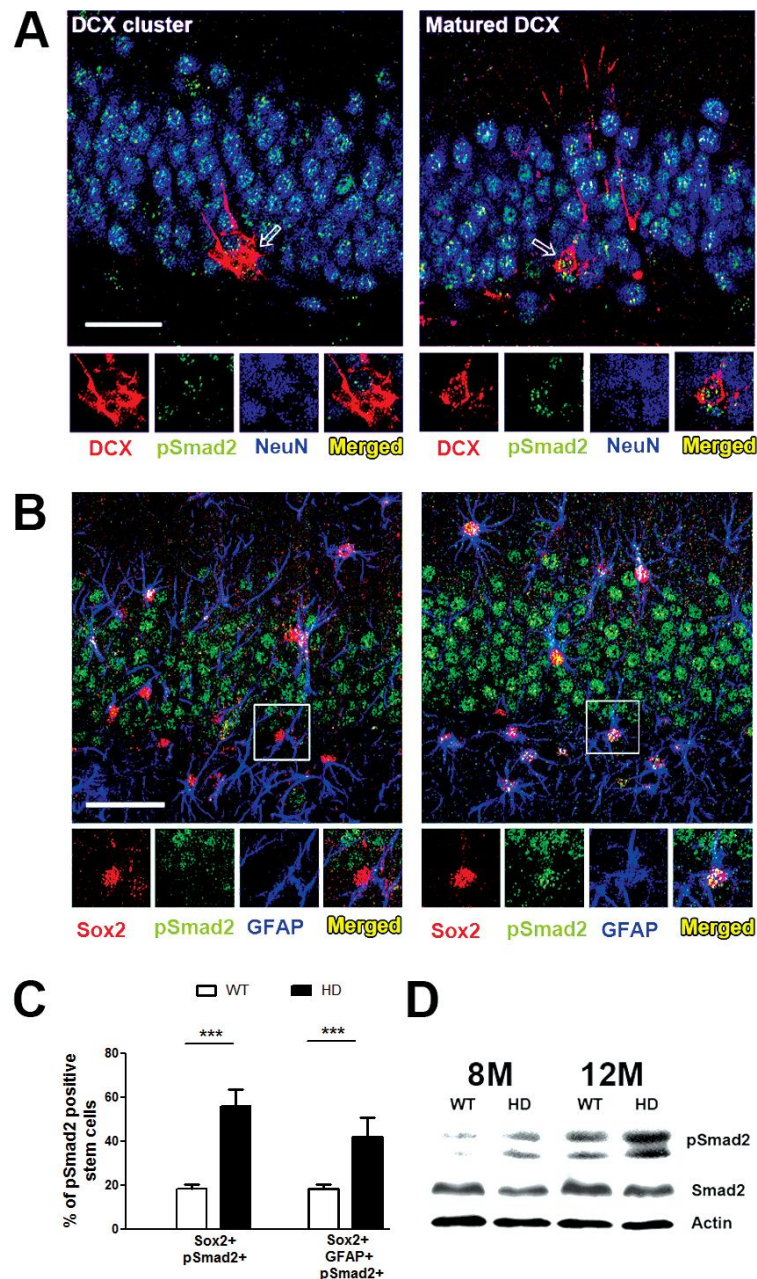 A
DCX cluster
Matured DCX
DCX pSmad2 NeuN Merged
DCX pSmad2 NeuN Merged
B
Sox2 pSmad2 GFAP Merged
Sox2 pSmad2 GFAP Merged
C
WT HD
***
***
% of pSmad2 positive
stem cells
80
60
40
20
0
Sox2+
pSmad2+
Sox2+
GFAP+
pSmad2+
D
8M 12M
WT HD WT HD
pSmad2
Smad2
Actin